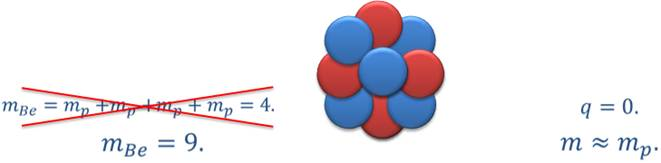 m_Be = m_p + m_p + m_p + m_p = 4.
m_Be = 9.
q = 0.
m ≈ m_p.